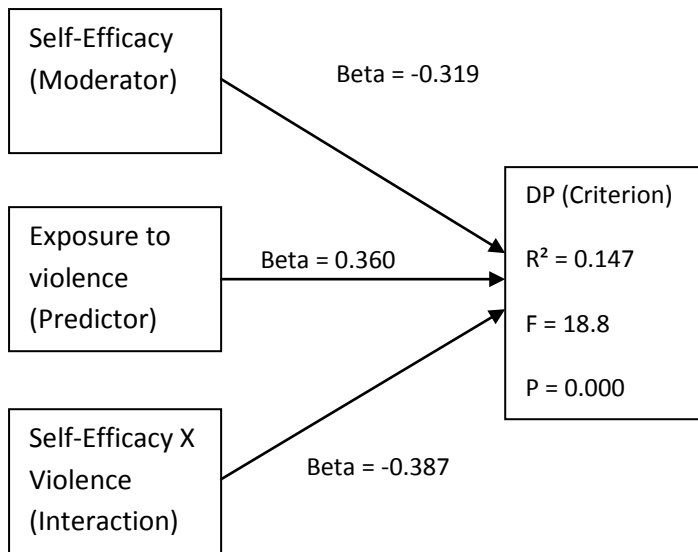 Self-Efficacy
(Moderator)
Beta = -0.319
DP (Criterion)
R² = 0.147
F = 18.8
P = 0.000
Exposure to
violence
(Predictor)
Beta = 0.360
Self-Efficacy X
Violence
(Interaction)
Beta = -0.387